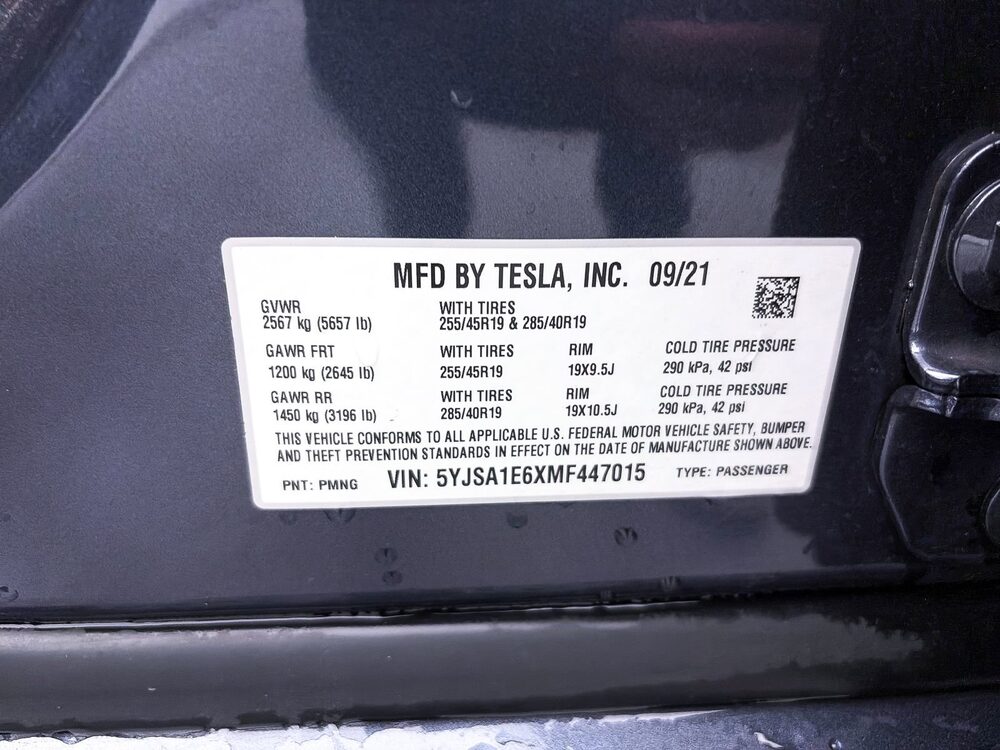 MFD BY TESLA, INC. 09/21
GVWR WITH TIRES
2567 kg (5657 lb) 255/45R19 & 285/40R19
GAWR FRT WITH TIRES RIM COLD TIRE PRESSURE
1200 kg (2645 lb) 255/45R19 19X9.5J 290 kPa, 42 psi
GAWR RR WITH TIRES RIM COLD TIRE PRESSURE
1450 kg (3196 lb) 285/40R19 19X10.5J 290 kPa, 42 psi
THIS VEHICLE CONFORMS TO ALL APPLICABLE U.S. FEDERAL MOTOR VEHICLE SAFETY, BUMPER
AND THEFT PREVENTION STANDARDS IN EFFECT ON THE DATE OF MANUFACTURE SHOWN ABOVE.
PNT: PMNG VIN: 5YJSA1E6XMF447015 TYPE: PASSENGER